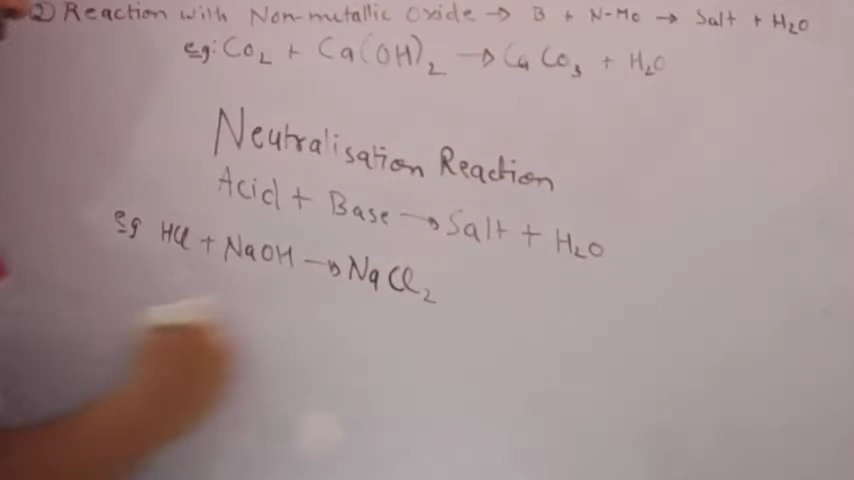 ② Reaction with Non-metallic Oxide → B + N-Mo → Salt + H₂O
eg: CO₂ + Ca(OH)₂ → CaCO₃ + H₂O
Neutralisation Reaction
Acid + Base → Salt + H₂O
eg HCl + NaOH → NaCl₂